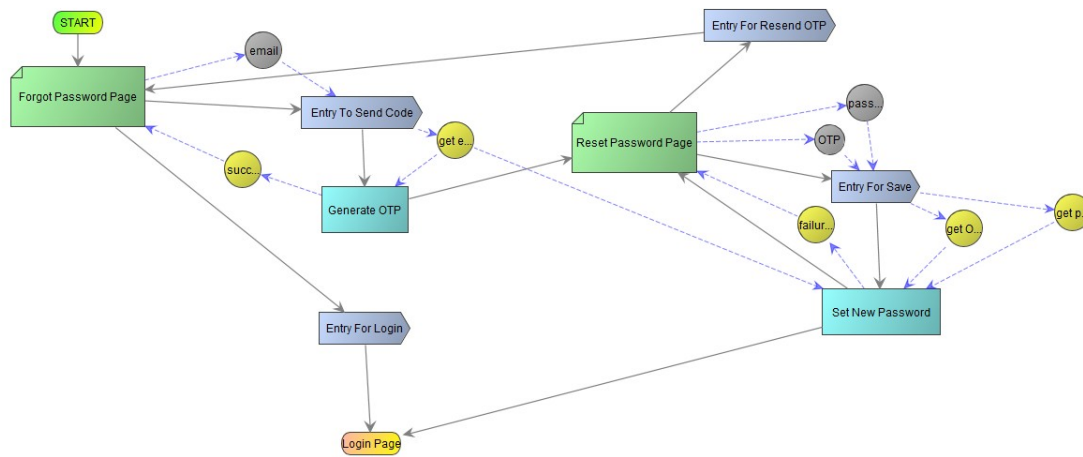 START
Entry For Resend OTP
email
Forgot Password Page
pass...
Entry To Send Code
OTP
get e...
Reset Password Page
succ...
Entry For Save
Generate OTP
get p...
failur...
get O...
Set New Password
Entry For Login
Login Page